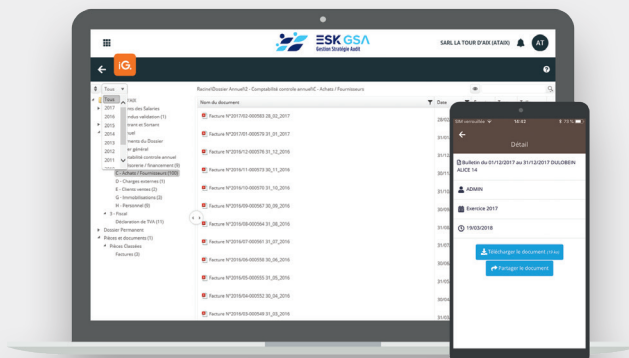 ESK GSA
Gestion Stratégie Audit
SARL LA TOUR D'AIX (ATAIX)
AT
iG.
Tous
Racine\Dossier Annuel\2 - Comptabilité controle annuel\C - Achats / Fournisseurs
Nom du document
Date
Tous
2017
2016
2015
2014
2013
2012
2011
C - Achats / Fournisseurs (100)
D - Charges externes (1)
E - Clients ventes (2)
G - Immobilisations (2)
H - Personnel (9)
3 - Fiscal
Déclaration de TVA (11)
Dossier Permanent
Pièces et documents (1)
Pièces Classées
Factures (2)
Facture N°2017/02-000583 28_02_2017
Facture N°2017/01-000579 31_01_2017
Facture N°2016/12-000576 31_12_2016
Facture N°2016/11-000573 30_11_2016
Facture N°2016/10-000570 31_10_2016
Facture N°2016/09-000567 30_09_2016
Facture N°2016/08-000564 31_08_2016
Facture N°2016/07-000561 31_07_2016
Facture N°2016/06-000558 30_06_2016
Facture N°2016/05-000555 31_05_2016
Facture N°2016/04-000552 30_04_2016
Facture N°2016/03-000549 31_03_2016
14:42
Détail
Bulletin du 01/12/2017 au 31/12/2017 DULOBEIN
ALICE 14
ADMIN
Exercice 2017
19/03/2018
Télécharger le document
Partager le document